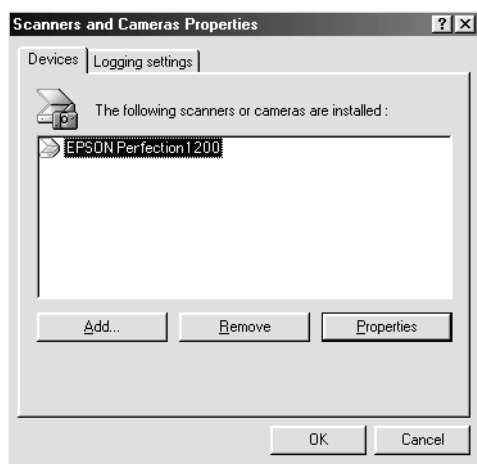 Scanners and Cameras Properties
Devices
Logging settings
The following scanners or cameras are installed :
EPSON Perfection1200
Add...
Remove
Properties
OK
Cancel